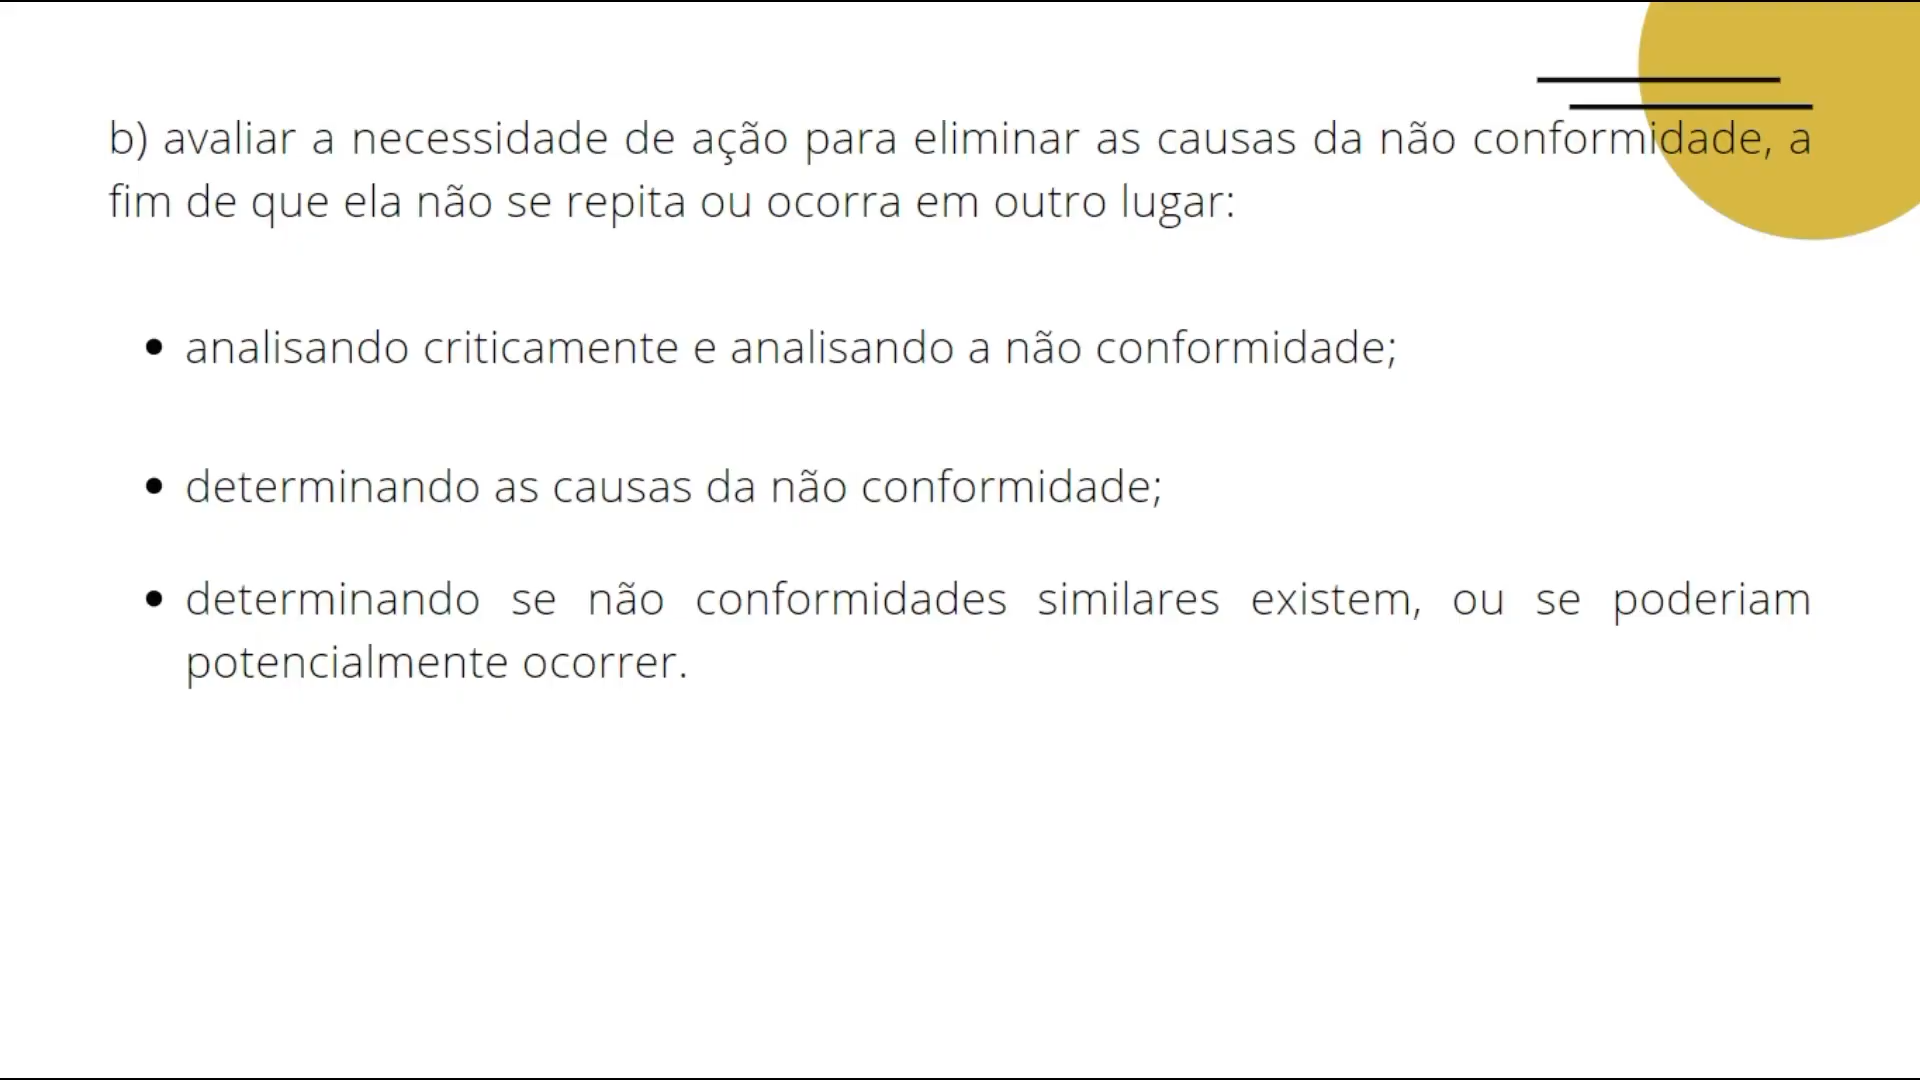 b) avaliar a necessidade de ação para eliminar as causas da não conformidade, a
fim de que ela não se repita ou ocorra em outro lugar:
• analisando criticamente e analisando a não conformidade;
• determinando as causas da não conformidade;
• determinando se não conformidades similares existem, ou se poderiam
potencialmente ocorrer.